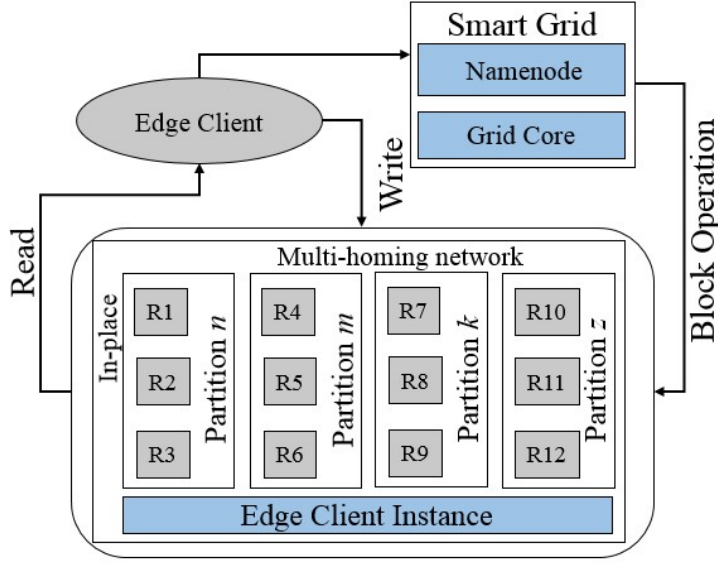 Smart Grid
Namenode
Grid Core
Edge Client
Write
Read
Block Operation
Multi-homing network
In-place
R1
R2
R3
Partition n
R4
R5
R6
Partition m
R7
R8
R9
Partition k
R10
R11
R12
Partition z
Edge Client Instance